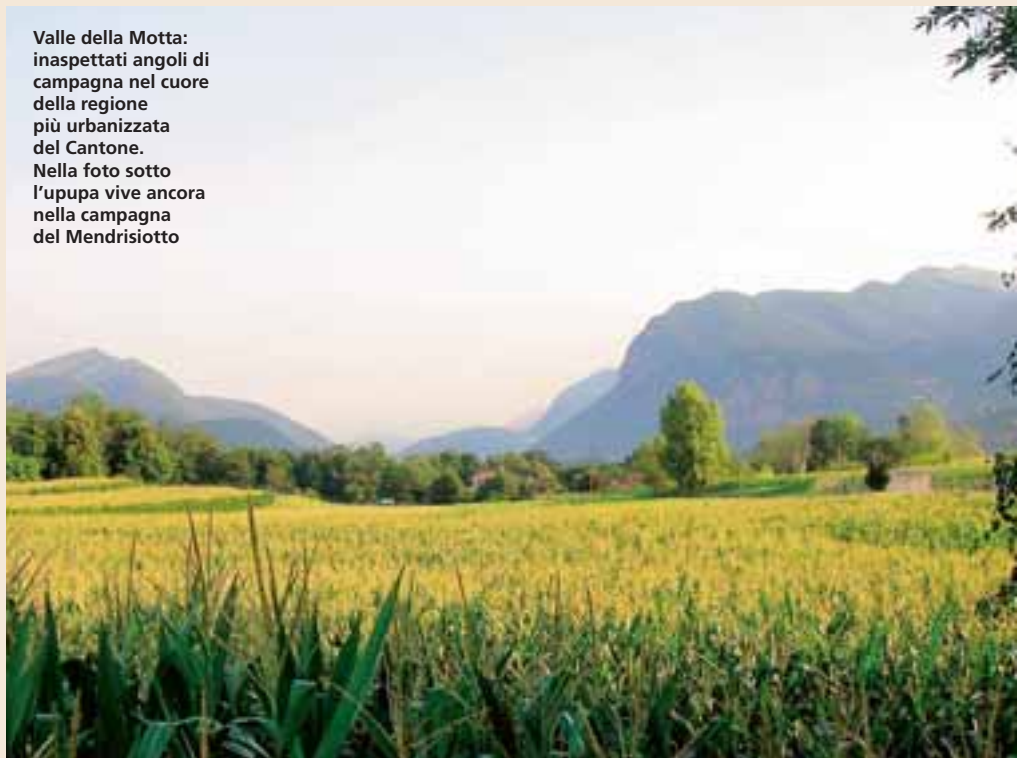 Valle della Motta:
inaspettati angoli di
campagna nel cuore
della regione
più urbanizzata
del Cantone.
Nella foto sotto
l’upupa vive ancora
nella campagna
del Mendrisiotto